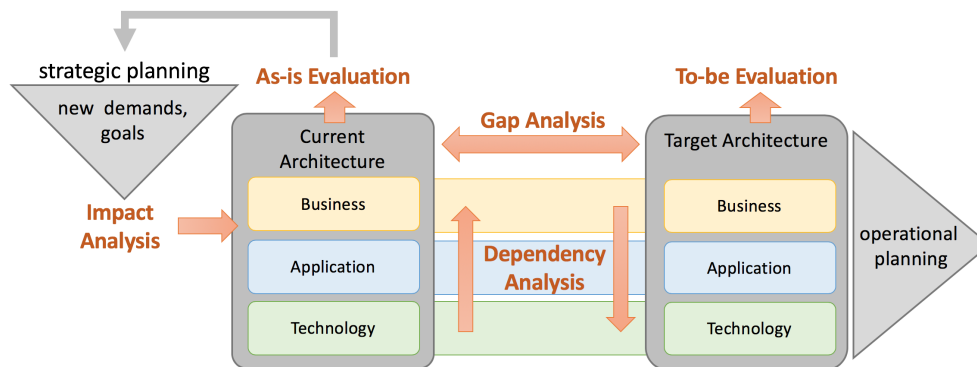 strategic planning
new demands,
goals
Impact
Analysis
As-is Evaluation
Current
Architecture
Business
Application
Technology
Gap Analysis
Dependency
Analysis
To-be Evaluation
Target Architecture
Business
Application
Technology
operational
planning